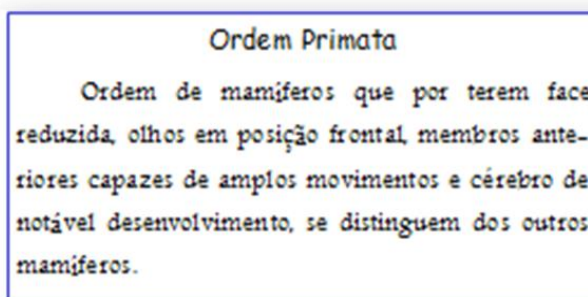 Ordem Primata
Ordem de mamíferos que por terem face
reduzida, olhos em posição frontal, membros ante-
riores capazes de amplos movimentos e cérebro de
notável desenvolvimento, se distinguem dos outros
mamíferos.